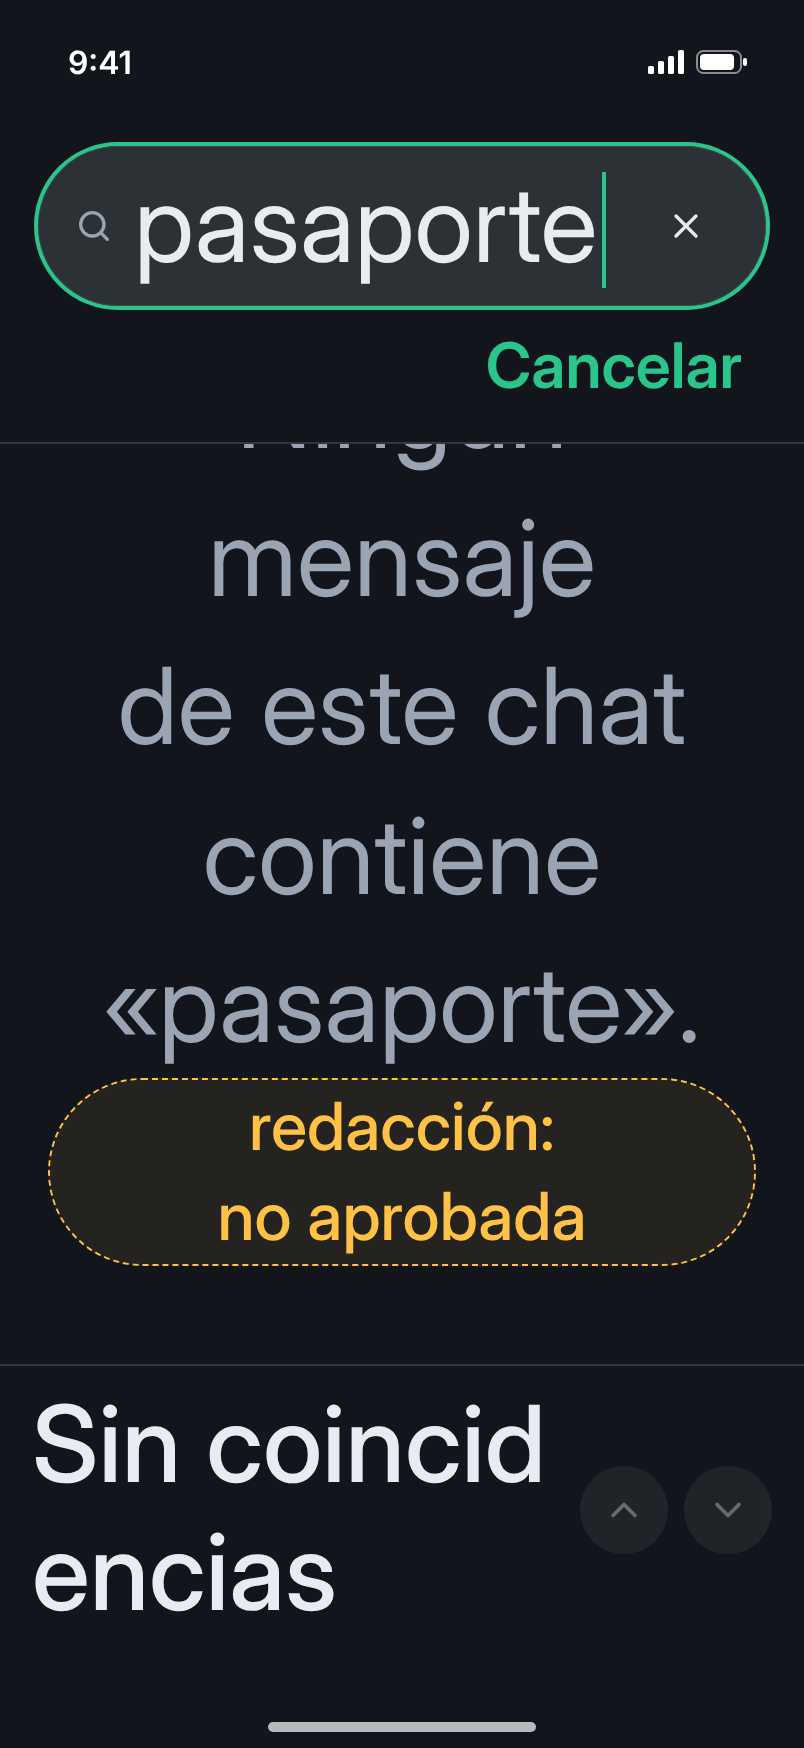 9:41
pasaporte
Cancelar
mensaje
de este chat
contiene
«pasaporte».
redacción:
no aprobada
Sin coincid
encias